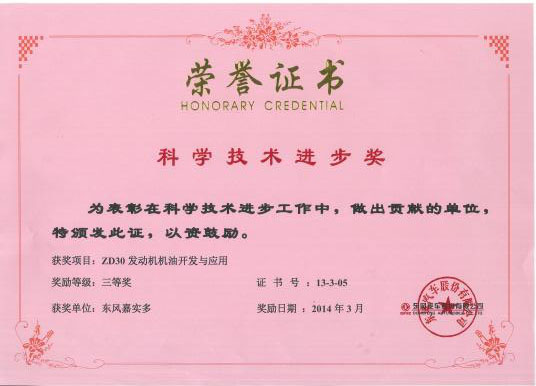 荣誉证书
HONORARY CREDENTIAL
科学技术进步奖
为表彰在科学技术进步工作中，做出贡献的单位，
特颁发此证，以资鼓励。
获奖项目：ZD30 发动机机油开发与应用
奖励等级：三等奖 证书号：13-3-05
获奖单位：东风嘉实多 奖励日期：2014 年 3 月